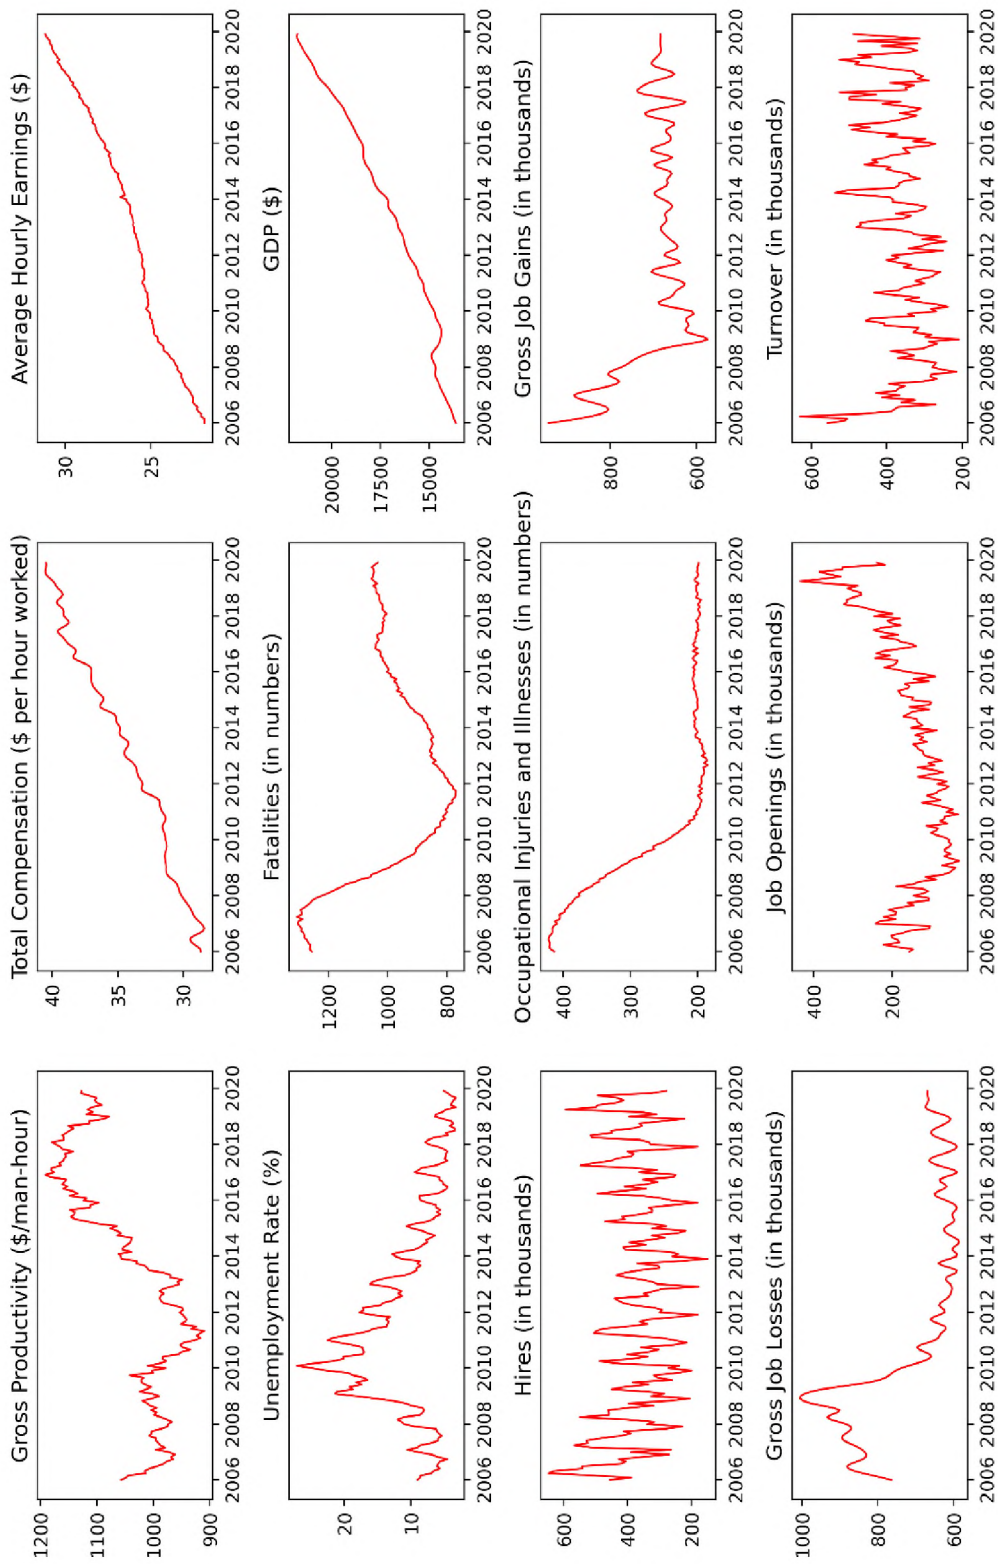 Gross Productivity ($/man-hour)
1200
1100
1000
900
2006 2008 2010 2012 2014 2016 2018 2020
Total Compensation ($ per hour worked)
40
35
30
2006 2008 2010 2012 2014 2016 2018 2020
Average Hourly Earnings ($)
30
25
2006 2008 2010 2012 2014 2016 2018 2020
Unemployment Rate (%)
20
10
2006 2008 2010 2012 2014 2016 2018 2020
Fatalities (in numbers)
1200
1000
800
2006 2008 2010 2012 2014 2016 2018 2020
GDP ($)
20000
17500
15000
2006 2008 2010 2012 2014 2016 2018 2020
Hires (in thousands)
600
400
200
2006 2008 2010 2012 2014 2016 2018 2020
Occupational Injuries and Illnesses (in numbers)
400
300
200
2006 2008 2010 2012 2014 2016 2018 2020
Gross Job Gains (in thousands)
800
600
2006 2008 2010 2012 2014 2016 2018 2020
Gross Job Losses (in thousands)
1000
800
600
2006 2008 2010 2012 2014 2016 2018 2020
Job Openings (in thousands)
400
200
2006 2008 2010 2012 2014 2016 2018 2020
Turnover (in thousands)
600
400
200
2006 2008 2010 2012 2014 2016 2018 2020